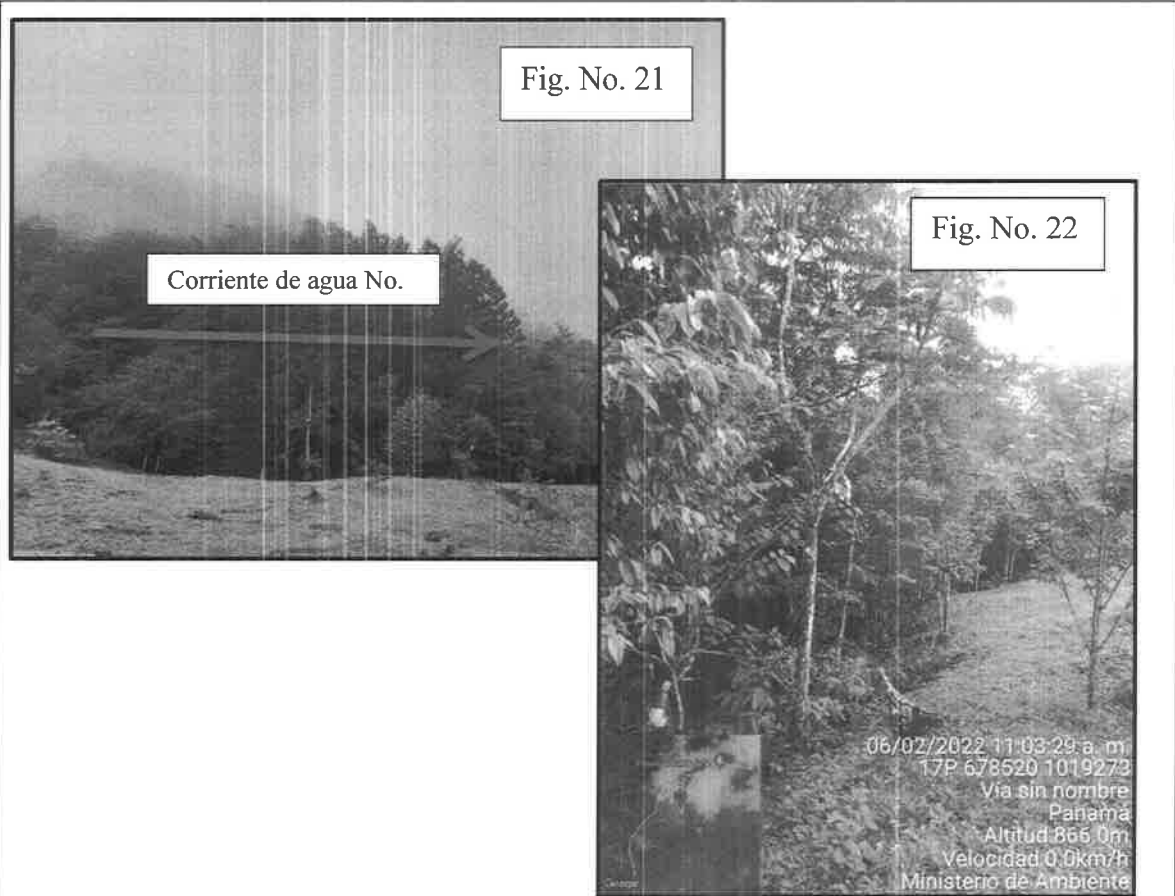 Fig. No. 21
Corriente de agua No.
Fig. No. 22
06/02/2022 11:03:29 a. m.
17P 678520 1019273
Vía sin nombre
Panamá
Altitud 866.0m
Velocidad 0.0km/h
Ministerio de Ambiente